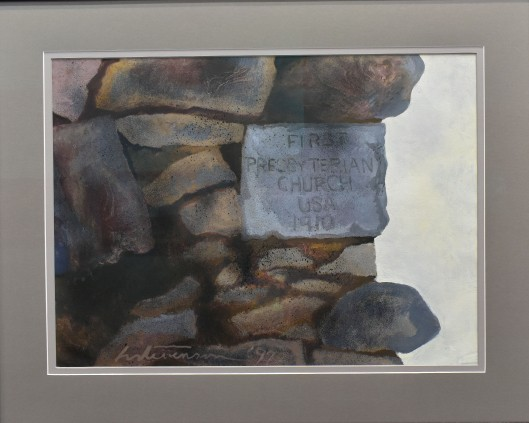 FIRST
PRESBYTERIAN
CHURCH
USA
1910